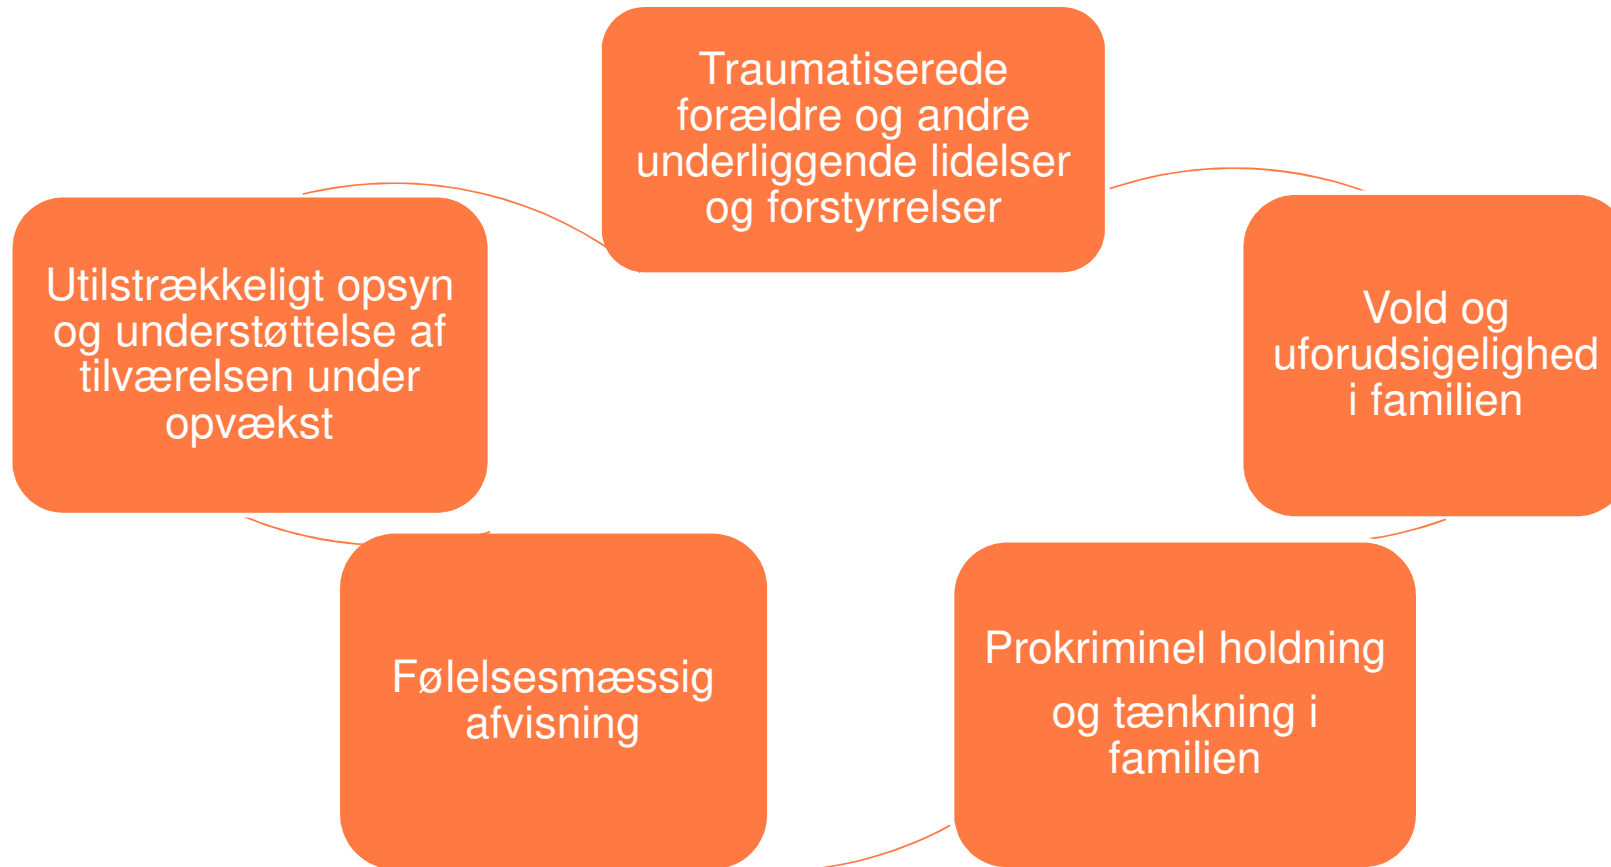 Traumatiserede
forældre og andre
underliggende lidelser
og forstyrrelser
Vold og
uforudsigelighed
i familien
Prokriminel holdning
og tænkning i
familien
Følelsesmæssig
afvisning
Utilstrækkeligt opsyn
og understøttelse af
tilværelsen under
opvækst